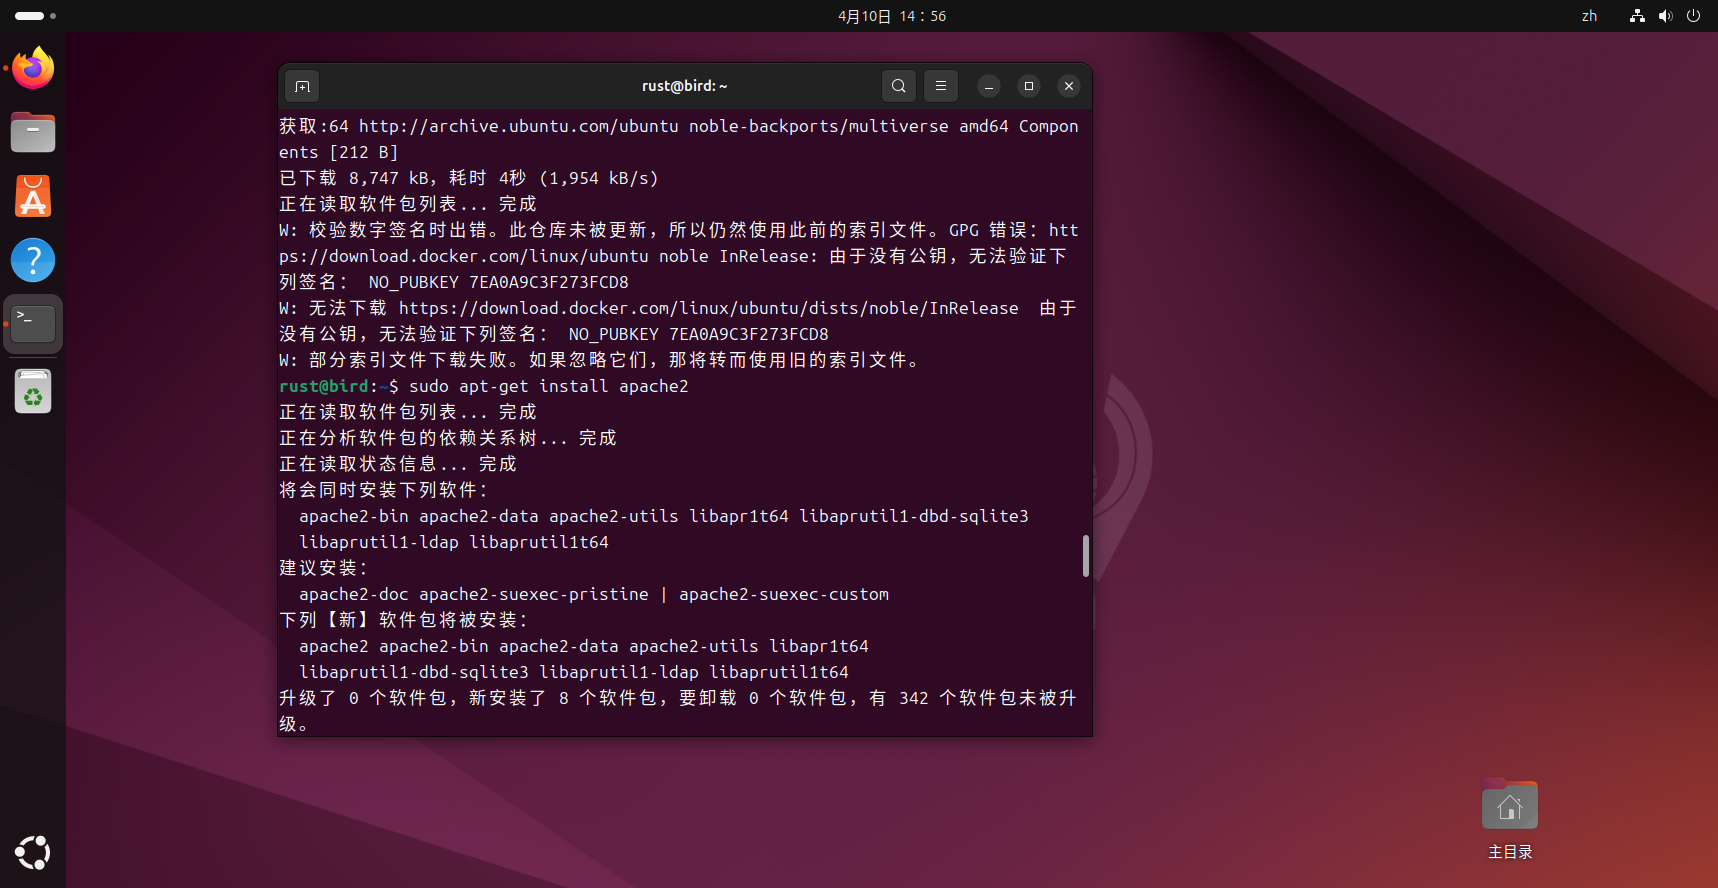 4月10日 14：56
zh
rust@bird: ~
获取:64 http://archive.ubuntu.com/ubuntu noble-backports/multiverse amd64 Compon
ents [212 B]
已下载 8,747 kB，耗时 4秒 (1,954 kB/s)
正在读取软件包列表... 完成
W: 校验数字签名时出错。此仓库未被更新，所以仍然使用此前的索引文件。GPG 错误：htt
ps://download.docker.com/linux/ubuntu noble InRelease: 由于没有公钥，无法验证下
列签名： NO_PUBKEY 7EA0A9C3F273FCD8
W: 无法下载 https://download.docker.com/linux/ubuntu/dists/noble/InRelease  由于
没有公钥，无法验证下列签名： NO_PUBKEY 7EA0A9C3F273FCD8
W: 部分索引文件下载失败。如果忽略它们，那将转而使用旧的索引文件。
rust@bird:~$ sudo apt-get install apache2
正在读取软件包列表... 完成
正在分析软件包的依赖关系树... 完成
正在读取状态信息... 完成
将会同时安装下列软件：
apache2-bin apache2-data apache2-utils libapr1t64 libaprutil1-dbd-sqlite3
libaprutil1-ldap libaprutil1t64
建议安装：
apache2-doc apache2-suexec-pristine | apache2-suexec-custom
下列【新】软件包将被安装：
apache2 apache2-bin apache2-data apache2-utils libapr1t64
libaprutil1-dbd-sqlite3 libaprutil1-ldap libaprutil1t64
升级了 0 个软件包，新安装了 8 个软件包，要卸载 0 个软件包，有 342 个软件包未被升
级。
主目录